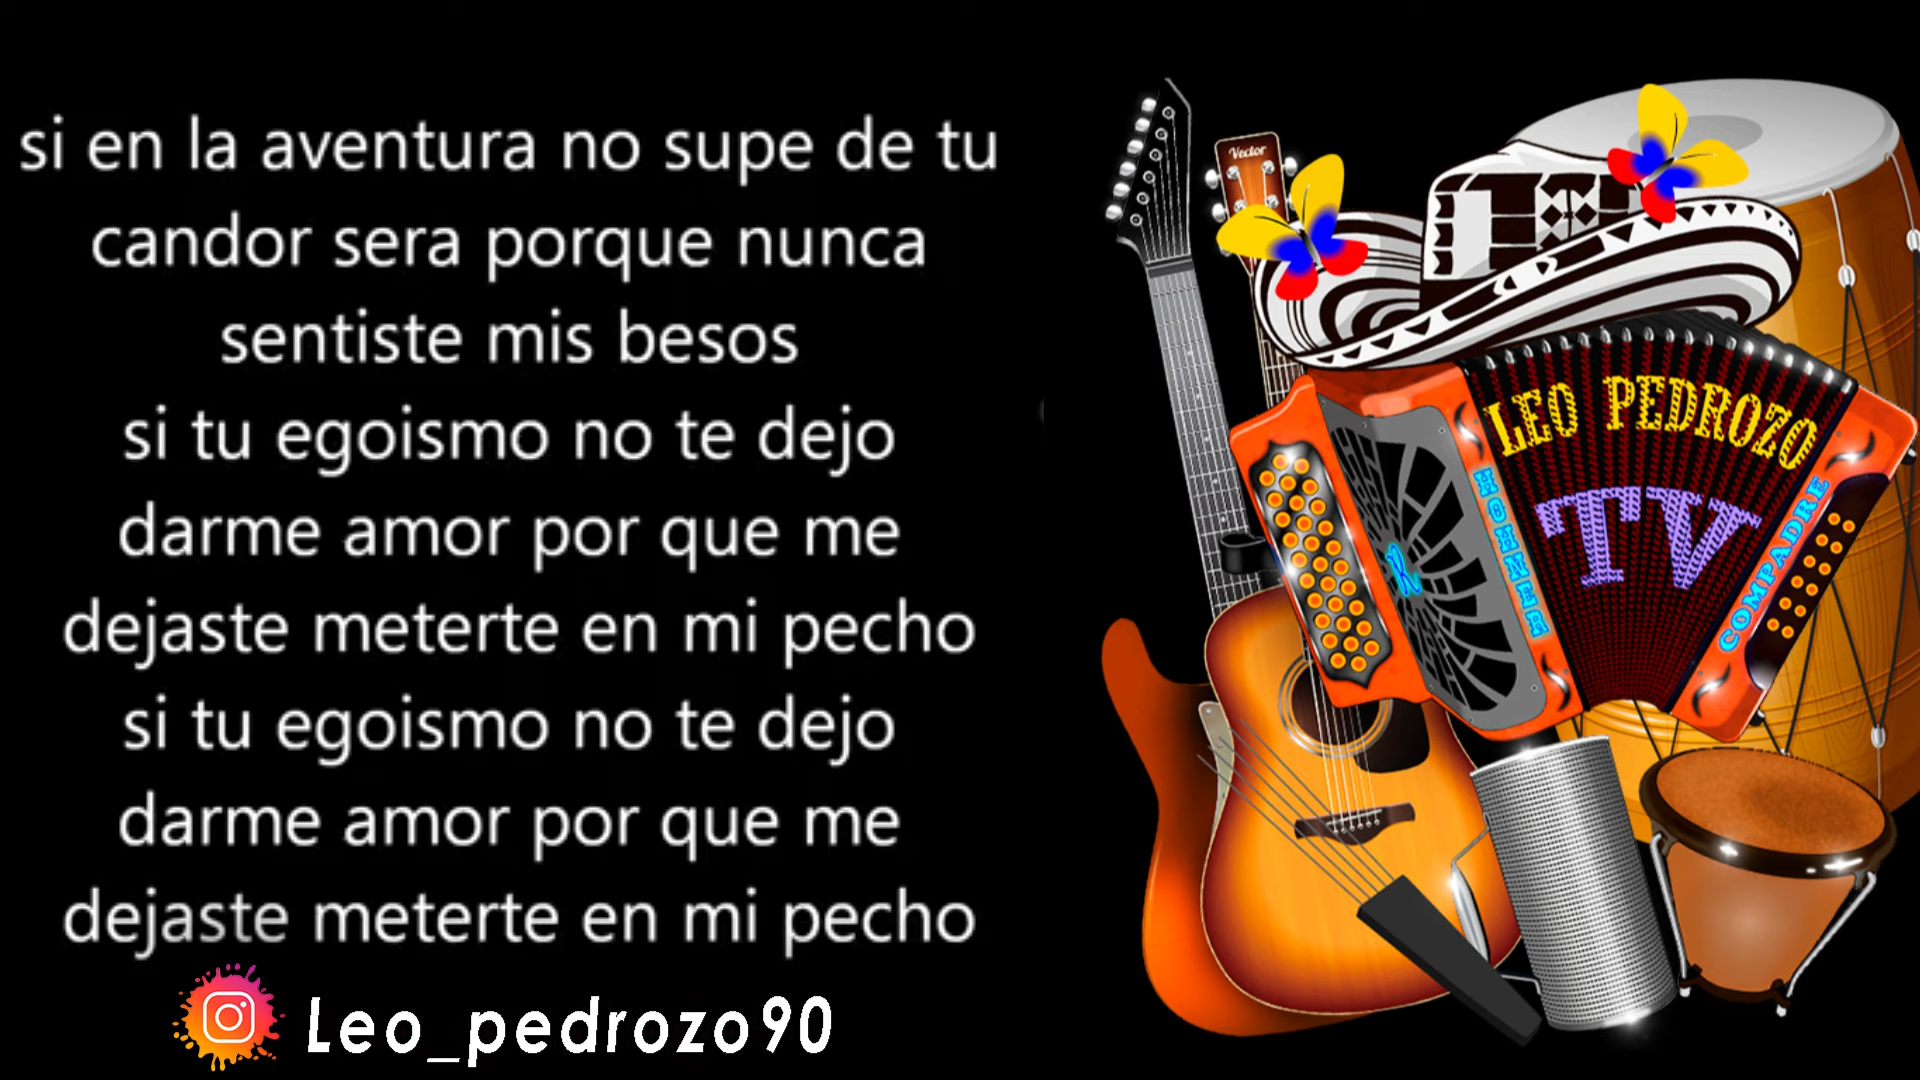 si en la aventura no supe de tu
candor sera porque nunca
sentiste mis besos
si tu egoismo no te dejo
darme amor por que me
dejaste meterte en mi pecho
si tu egoismo no te dejo
darme amor por que me
dejaste meterte en mi pecho
Leo_pedrozo90
Vector
LEO PEDROZO
TV
HOHNER
COMPADRE
R